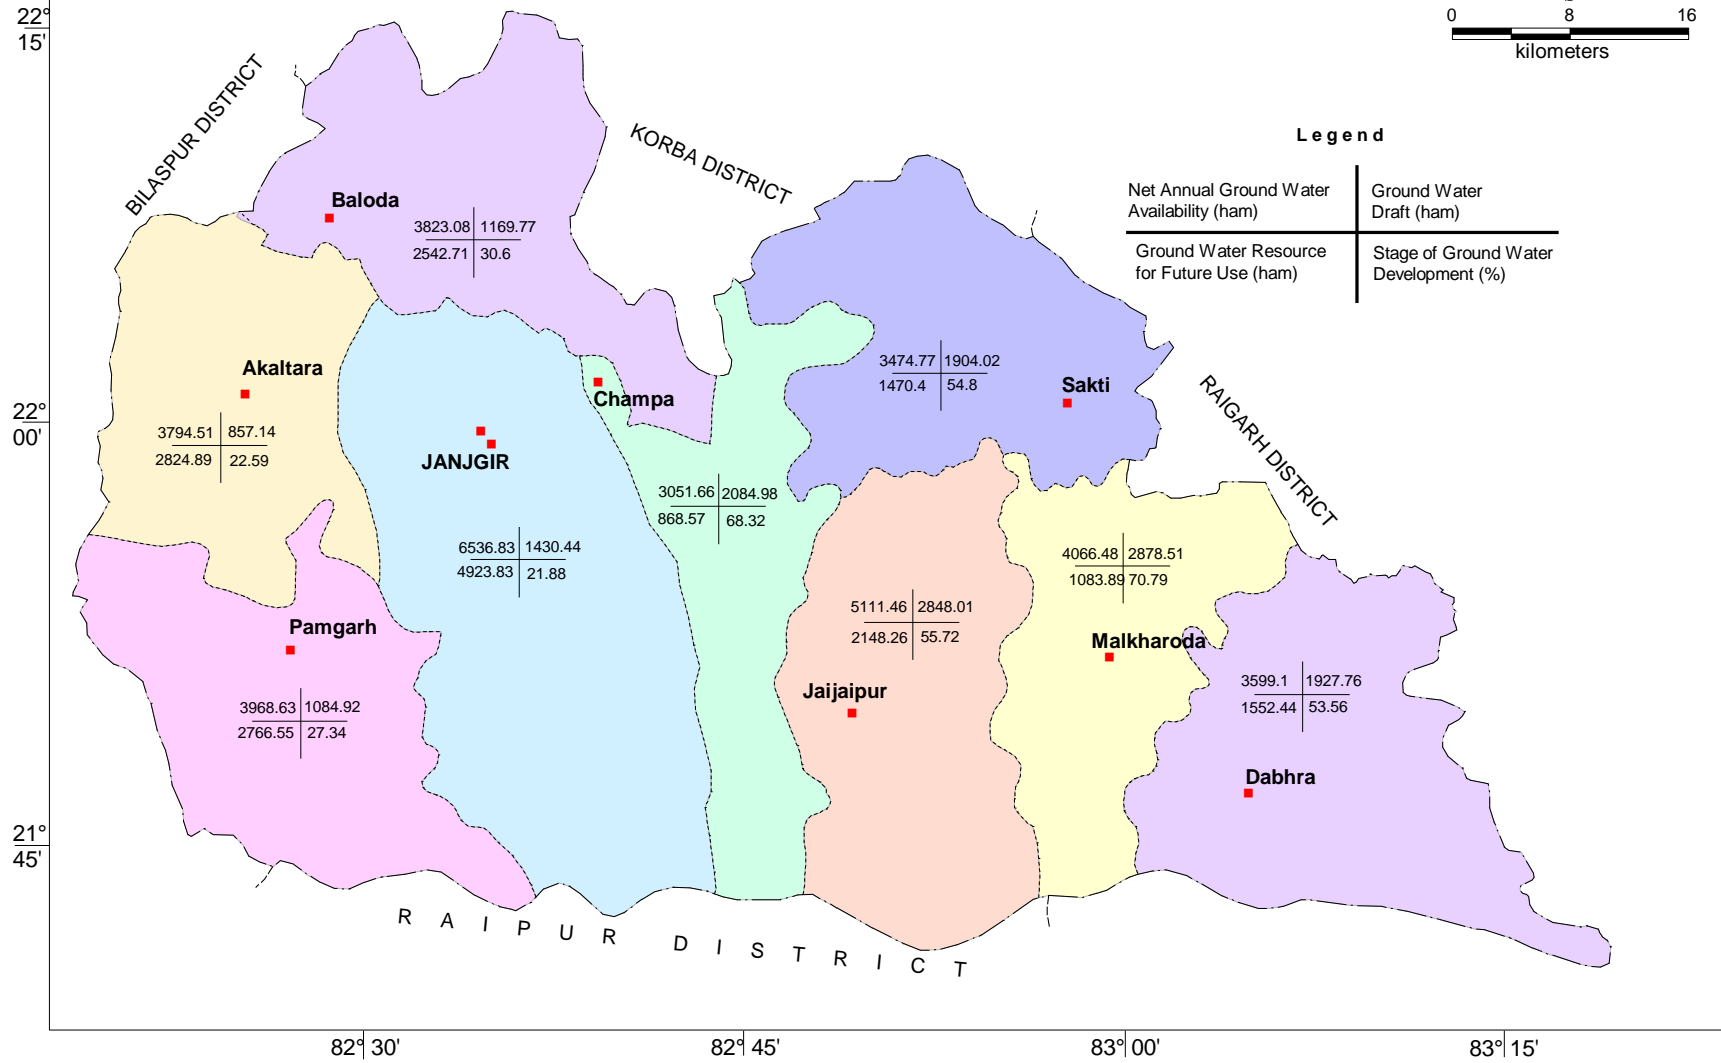 22°
15'
0 8 16
kilometers
BILASPUR DISTRICT
KORBA DISTRICT
Legend
Net Annual Ground Water
Availability (ham)
Ground Water
Draft (ham)
Ground Water Resource
for Future Use (ham)
Stage of Ground Water
Development (%)
Baloda
3823.08 1169.77
2542.71 30.6
Akaltara
3794.51 857.14
2824.89 22.59
Champa
3474.77 1904.02
1470.4 54.8
Sakti
RAIGARH DISTRICT
22°
00'
JANJGIR
3051.66 2084.98
868.57 68.32
6536.83 1430.44
4923.83 21.88
4066.48 2878.51
1083.89 70.79
5111.46 2848.01
2148.26 55.72
Pamgarh
Malkharoda
3968.63 1084.92
2766.55 27.34
Jaijaipur
3599.1 1927.76
1552.44 53.56
Dabhra
21°
45'
RAIPUR DISTRICT
82°30' 82°45' 83°00' 83°15'